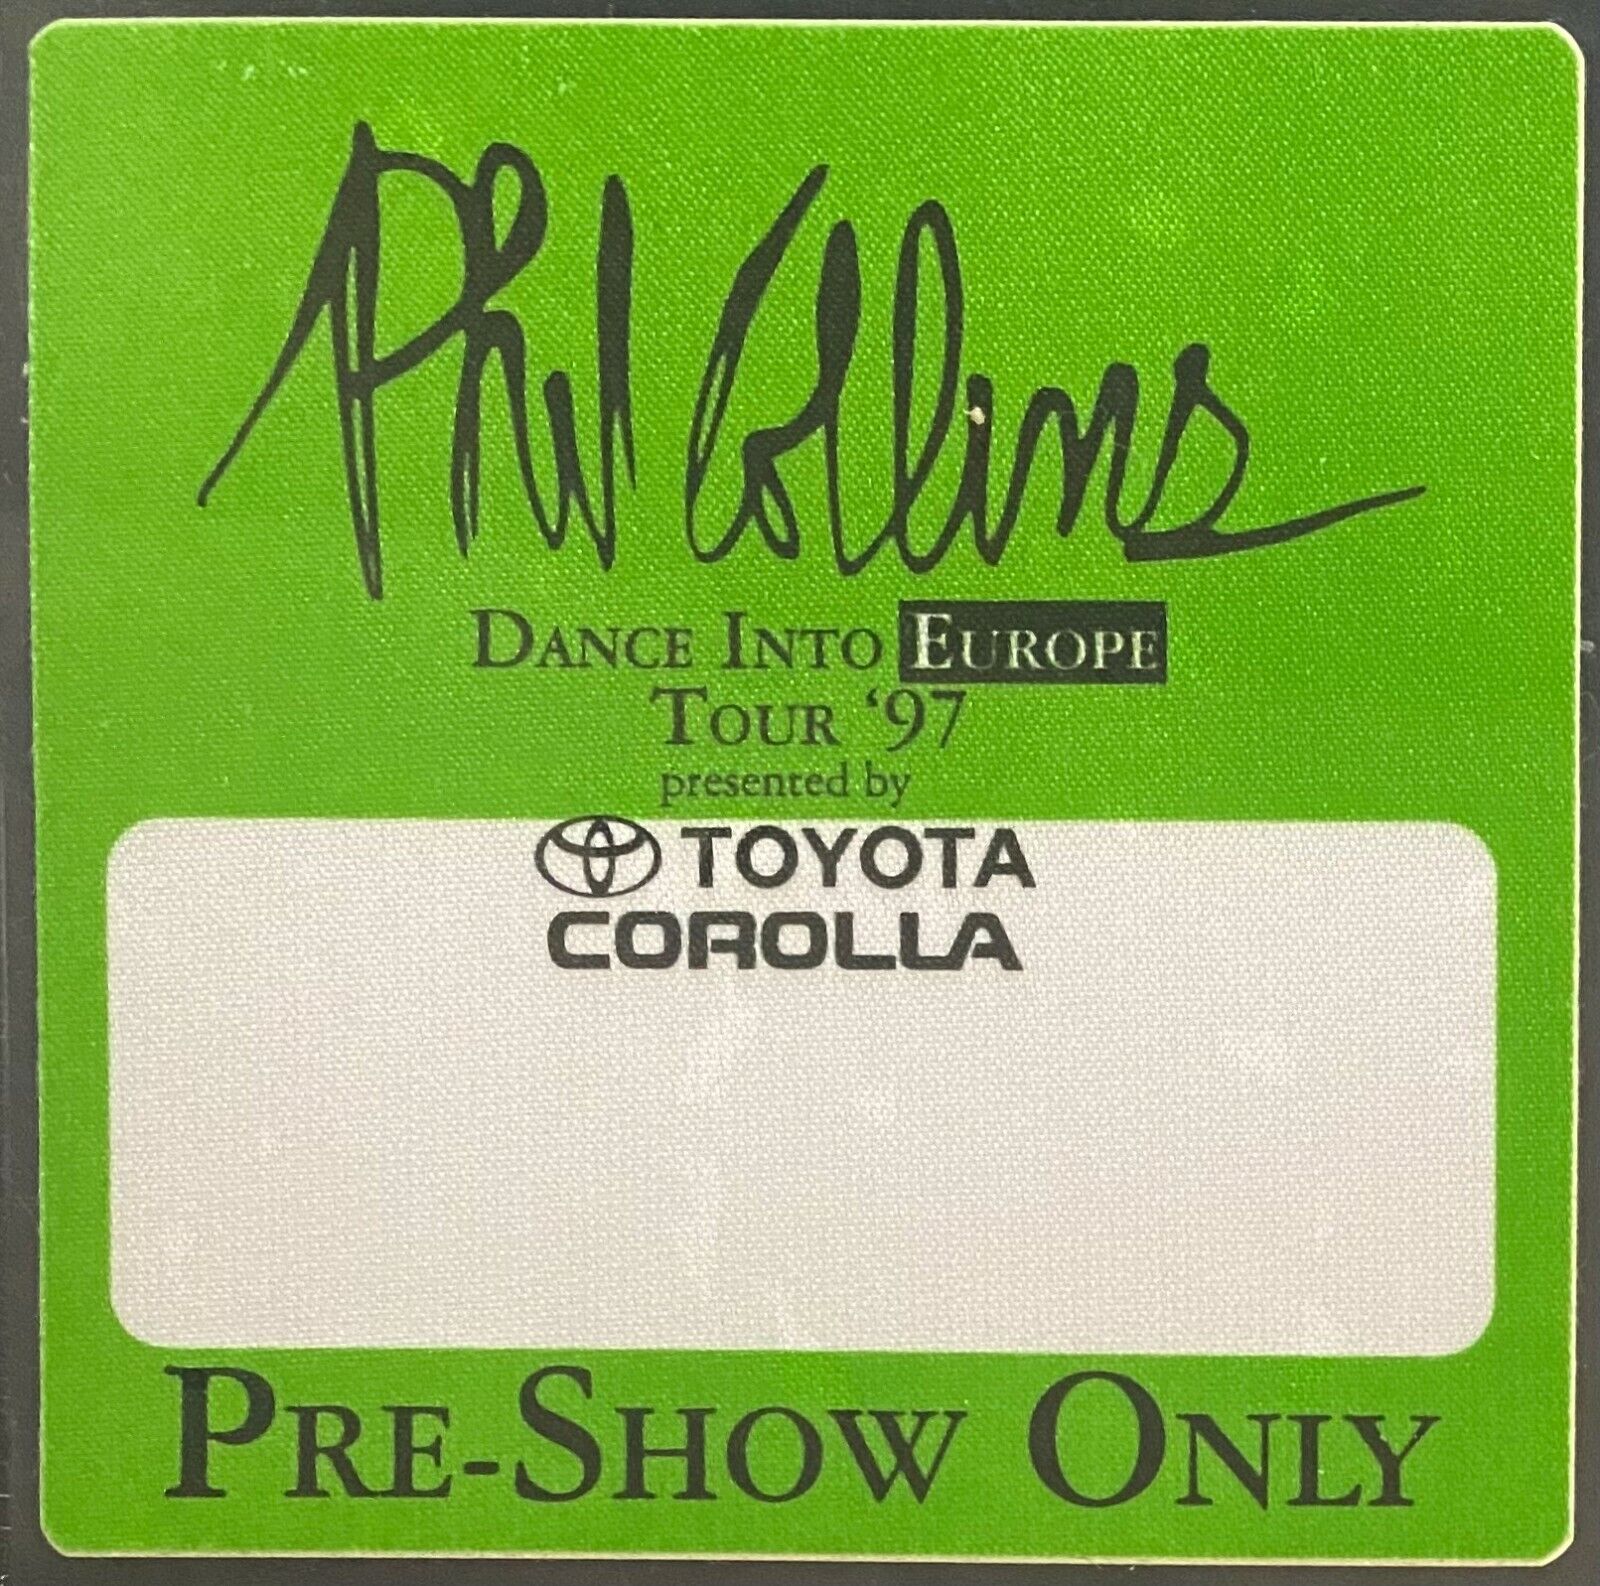 Phil Collins
DANCE INTO EUROPE
TOUR '97
presented by
TOYOTA
COROLLA
PRE-SHOW ONLY